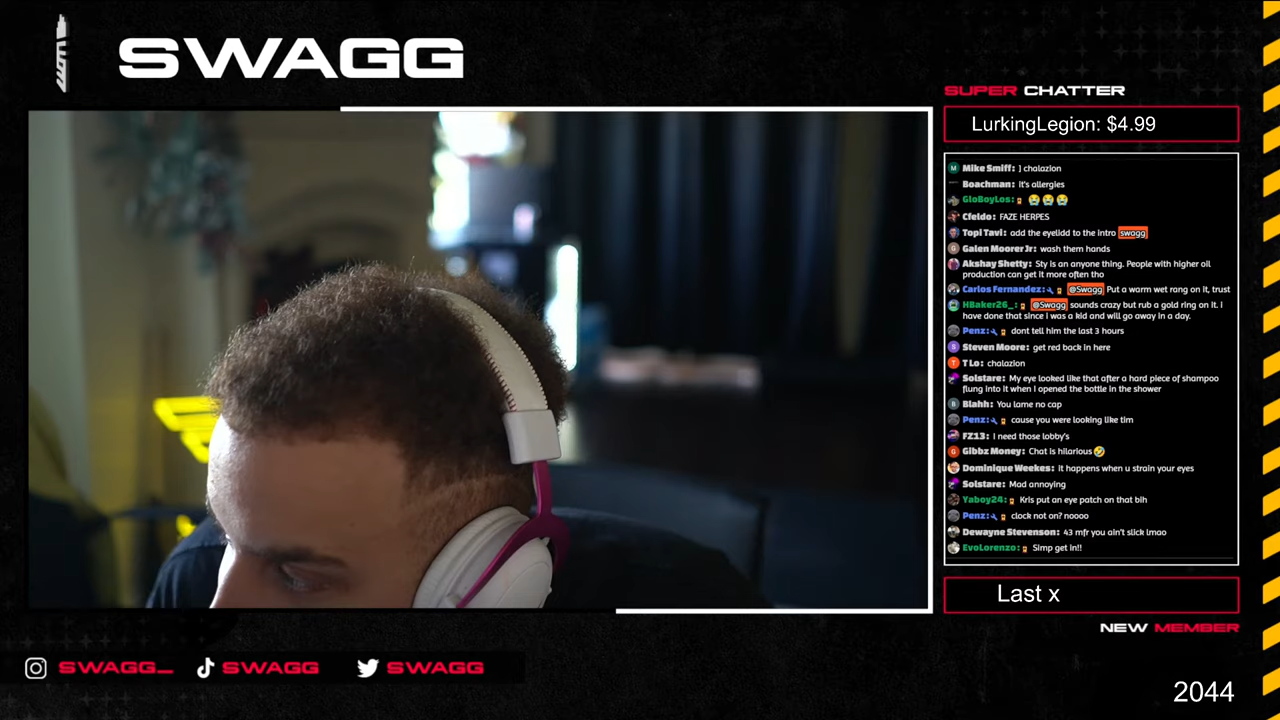 SWAGG
SUPER CHATTER
LurkingLegion: $4.99
Mike Smiff: ] chalazion
Boachman: It's allergies
GloBoyLos: 😭😭😭
Cfeldo: FAZE HERPES
Topi Tavi: add the eyelidd to the intro swagg
Galen Moorer Jr: wash them hands
Akshay Shetty: Sty is an anyone thing. People with higher oil
production can get it more often tho
Carlos Fernandez: @Swagg Put a warm wet rang on it, trust
HBaker26_: @Swagg sounds crazy but rub a gold ring on it. I
have done that since i was a kid and will go away in a day.
Penz: dont tell him the last 3 hours
Steven Moore: get red back in here
T Lo: chalazion
Solstare: My eye looked like that after a hard piece of shampoo
flung into it when I opened the bottle in the shower
Blahh: You lame no cap
Penz: cause you were looking like tim
FZ13: I need those lobby's
Gibbz Money: Chat is hilarious 🤣
Dominique Weekes: it happens when u strain your eyes
Solstare: Mad annoying
Yaboy24: Kris put an eye patch on that bih
Penz: clock not on? noooo
Dewayne Stevenson: 43 mfr you ain't slick lmao
EvoLorenzo: Simp get in!!
Last x
NEW MEMBER
SWAGG_ SWAGG SWAGG
2044